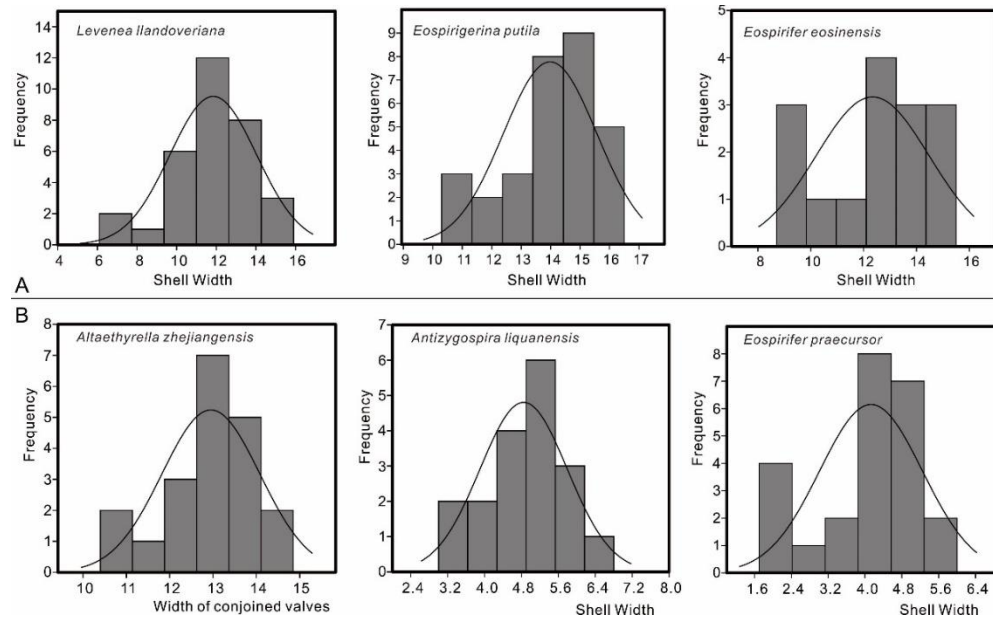 A
Levenea llandoveriana
Frequency
14
12
10
8
6
4
2
0
4 6 8 10 12 14 16
Shell Width
Eospirigerina putila
Frequency
9
8
7
6
5
4
3
2
1
0
9 10 11 12 13 14 15 16 17
Shell Width
Eospirifer eosinensis
Frequency
5
4
3
2
1
0
8 10 12 14 16
Shell Width
B
Altaethyrella zhejiangensis
Frequency
8
7
6
5
4
3
2
1
0
10 11 12 13 14 15
Width of conjoined valves
Antizygospira liquanensis
Frequency
7
6
5
4
3
2
1
0
2.4 3.2 4.0 4.8 5.6 6.4 7.2 8.0
Shell Width
Eospirifer praecursor
Frequency
8
7
6
5
4
3
2
1
0
1.6 2.4 3.2 4.0 4.8 5.6 6.4
Shell Width